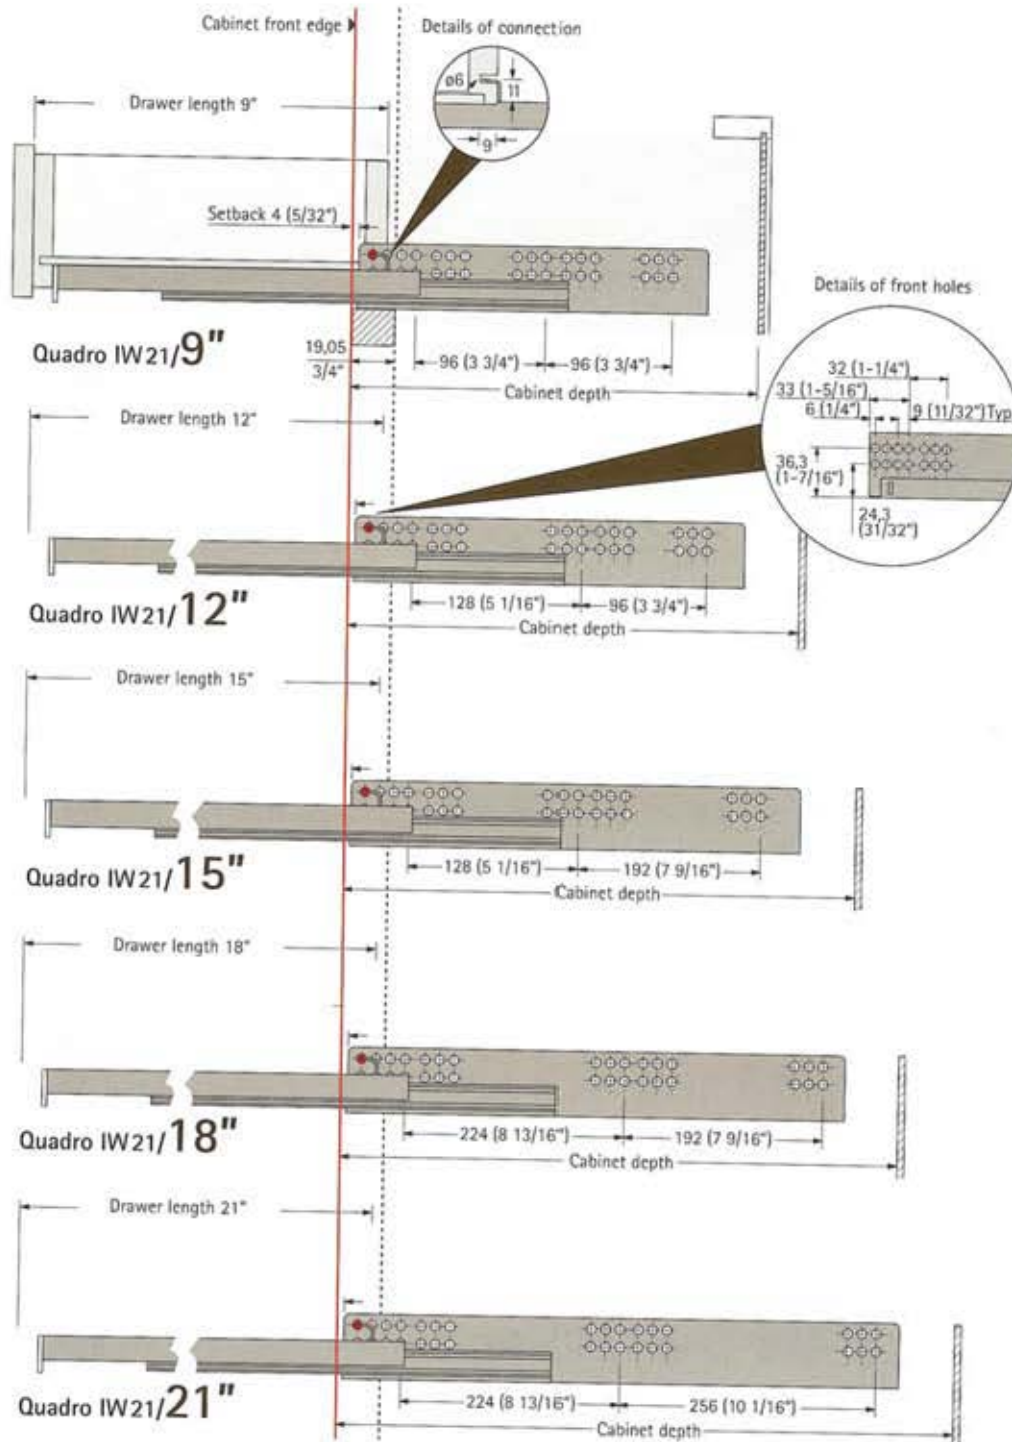 Cabinet front edge
Details of connection
ø6
11
9
Drawer length 9"
Setback 4 (5/32")
Quadro IW21/9"
19,05
3/4"
96 (3 3/4")
96 (3 3/4")
Cabinet depth
Details of front holes
32 (1-1/4")
33 (1-5/16")
6 (1/4")
9 (11/32")Typ
36,3
(1-7/16")
24,3
(31/32")
Drawer length 12"
Quadro IW21/12"
128 (5 1/16")
96 (3 3/4")
Cabinet depth
Drawer length 15"
Quadro IW21/15"
128 (5 1/16")
192 (7 9/16")
Cabinet depth
Drawer length 18"
Quadro IW21/18"
224 (8 13/16")
192 (7 9/16")
Cabinet depth
Drawer length 21"
Quadro IW21/21"
224 (8 13/16")
256 (10 1/16")
Cabinet depth